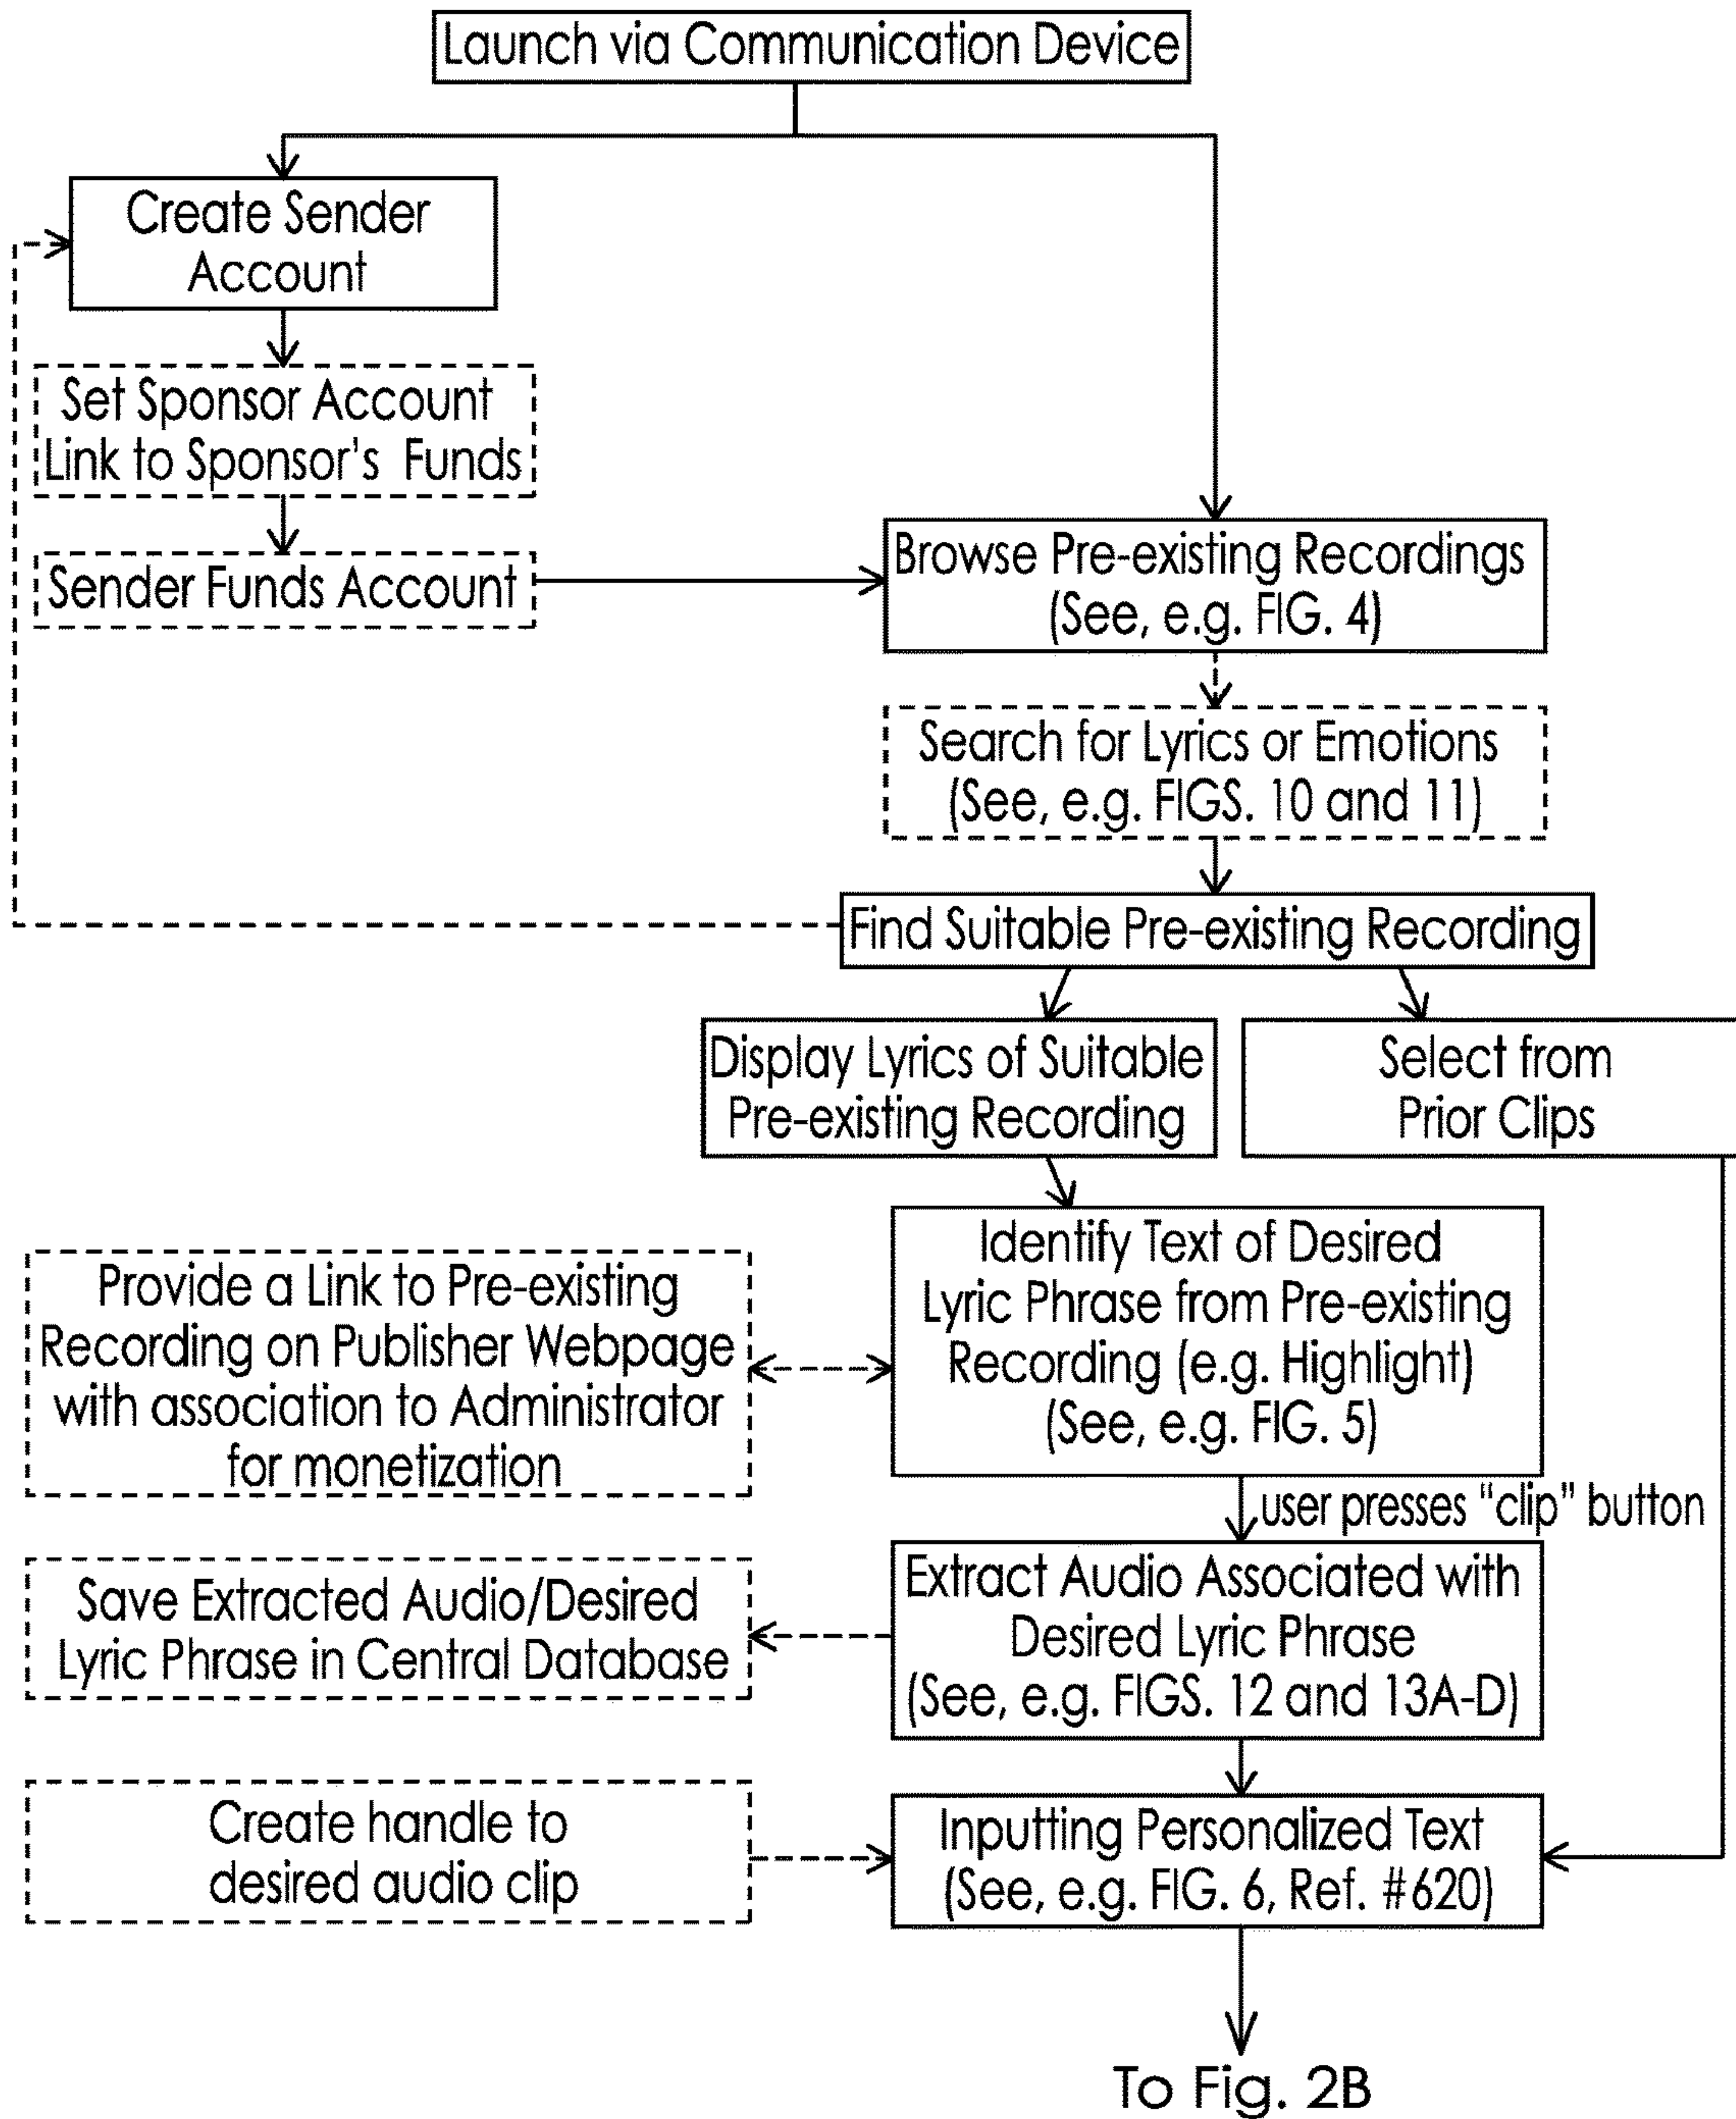 Launch via Communication Device
Create Sender
Account
Set Sponsor Account
Link to Sponsor's Funds
Sender Funds Account
Browse Pre-existing Recordings
(See, e.g. FIG. 4)
Search for Lyrics or Emotions
(See, e.g. FIGS. 10 and 11)
Find Suitable Pre-existing Recording
Display Lyrics of Suitable
Pre-existing Recording
Select from
Prior Clips
Identify Text of Desired
Lyric Phrase from Pre-existing
Recording (e.g. Highlight)
(See, e.g. FIG. 5)
Provide a Link to Pre-existing
Recording on Publisher Webpage
with association to Administrator
for monetization
user presses "clip" button
Extract Audio Associated with
Desired Lyric Phrase
(See, e.g. FIGS. 12 and 13A-D)
Save Extracted Audio/Desired
Lyric Phrase in Central Database
Create handle to
desired audio clip
Inputting Personalized Text
(See, e.g. FIG. 6, Ref. #620)
To Fig. 2B